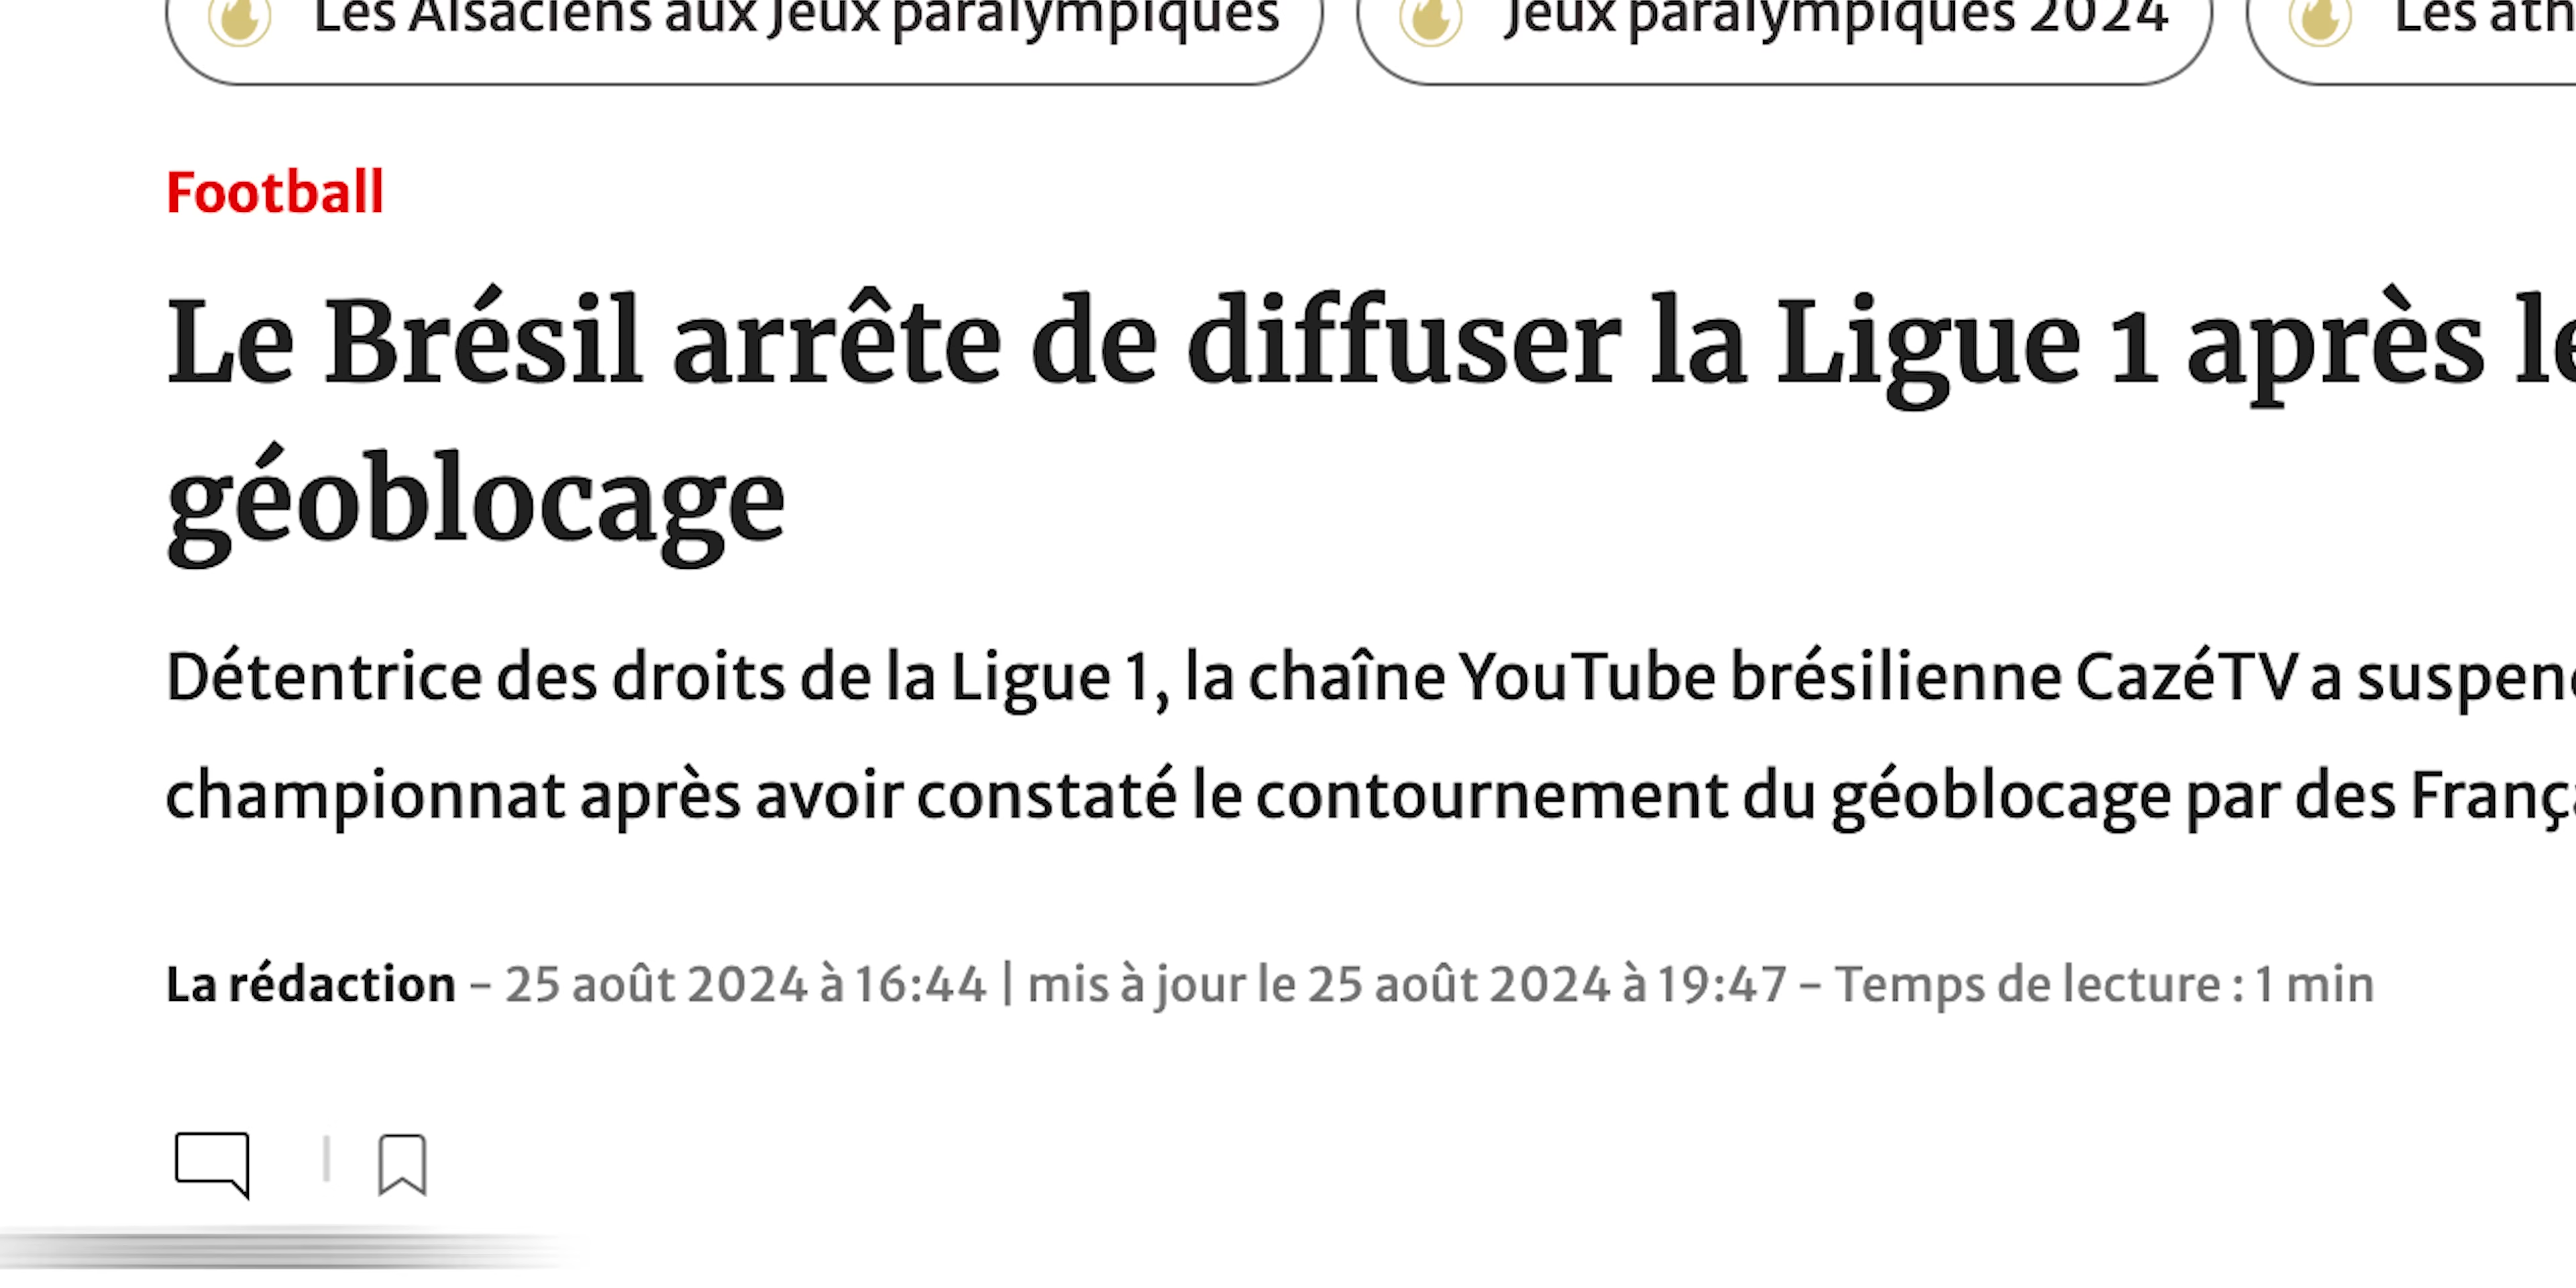 Les Alsaciens aux Jeux paralympiques Jeux paralympiques 2024 Les
Football
Le Brésil arrête de diffuser la Ligue 1 après
géoblocage
Détentrice des droits de la Ligue 1, la chaîne YouTube brésilienne CazéTV a
championnat après avoir constaté le contournement du géoblocage par des
La rédaction – 25 août 2024 à 16:44 | mis à jour le 25 août 2024 à 19:47 – Temps de lecture : 1 min